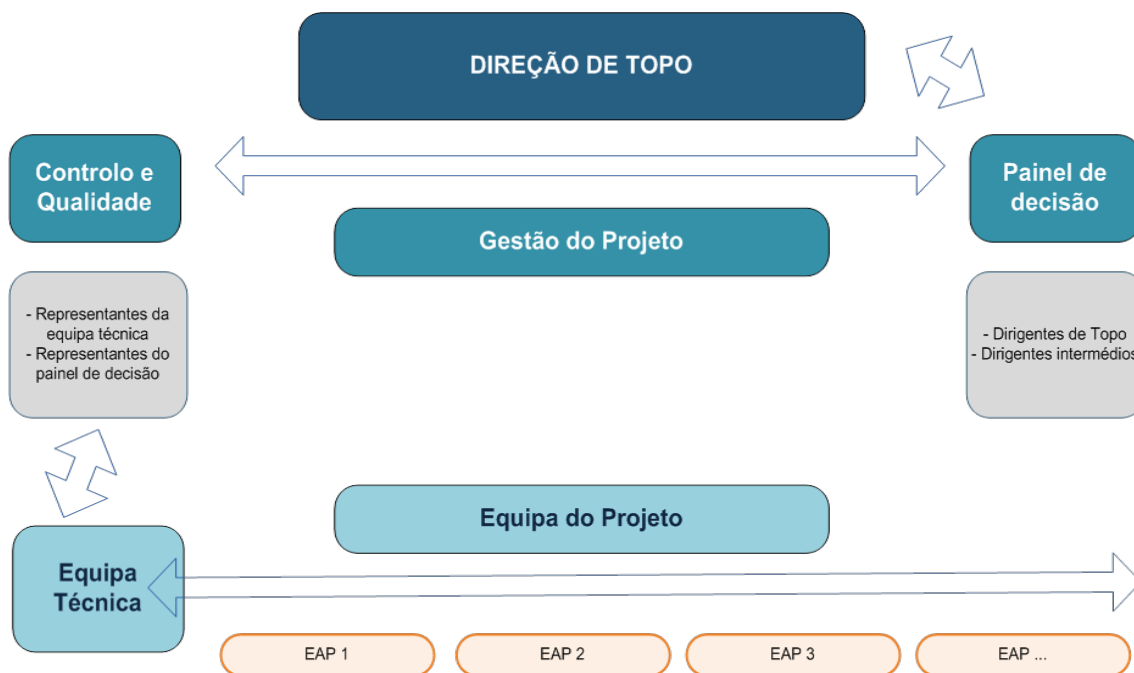 DIREÇÃO DE TOPO
Controlo e
Qualidade
Painel de
decisão
Gestão do Projeto
- Representantes da
equipa técnica
- Representantes do
painel de decisão
- Dirigentes de Topo
- Dirigentes intermédios
Equipa do Projeto
Equipa
Técnica
EAP 1
EAP 2
EAP 3
EAP ...